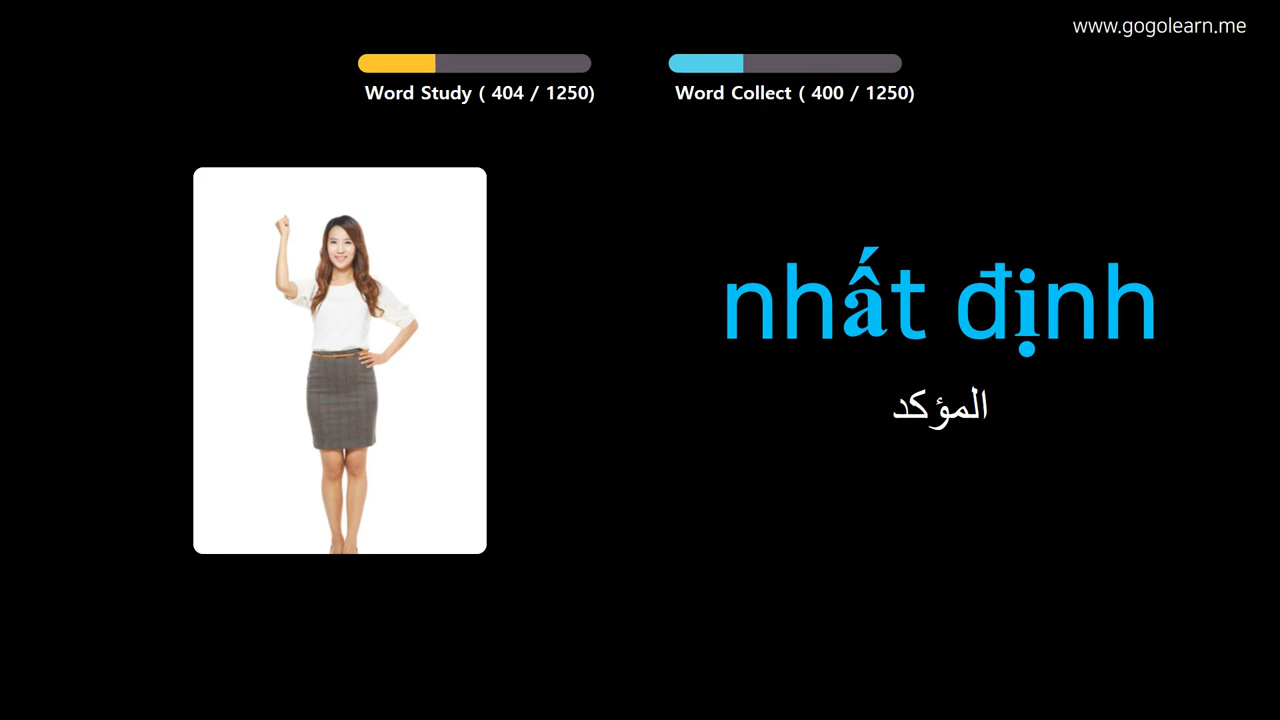 www.gogolearn.me
Word Study ( 404 / 1250)
Word Collect ( 400 / 1250)
nhất định
المؤكد